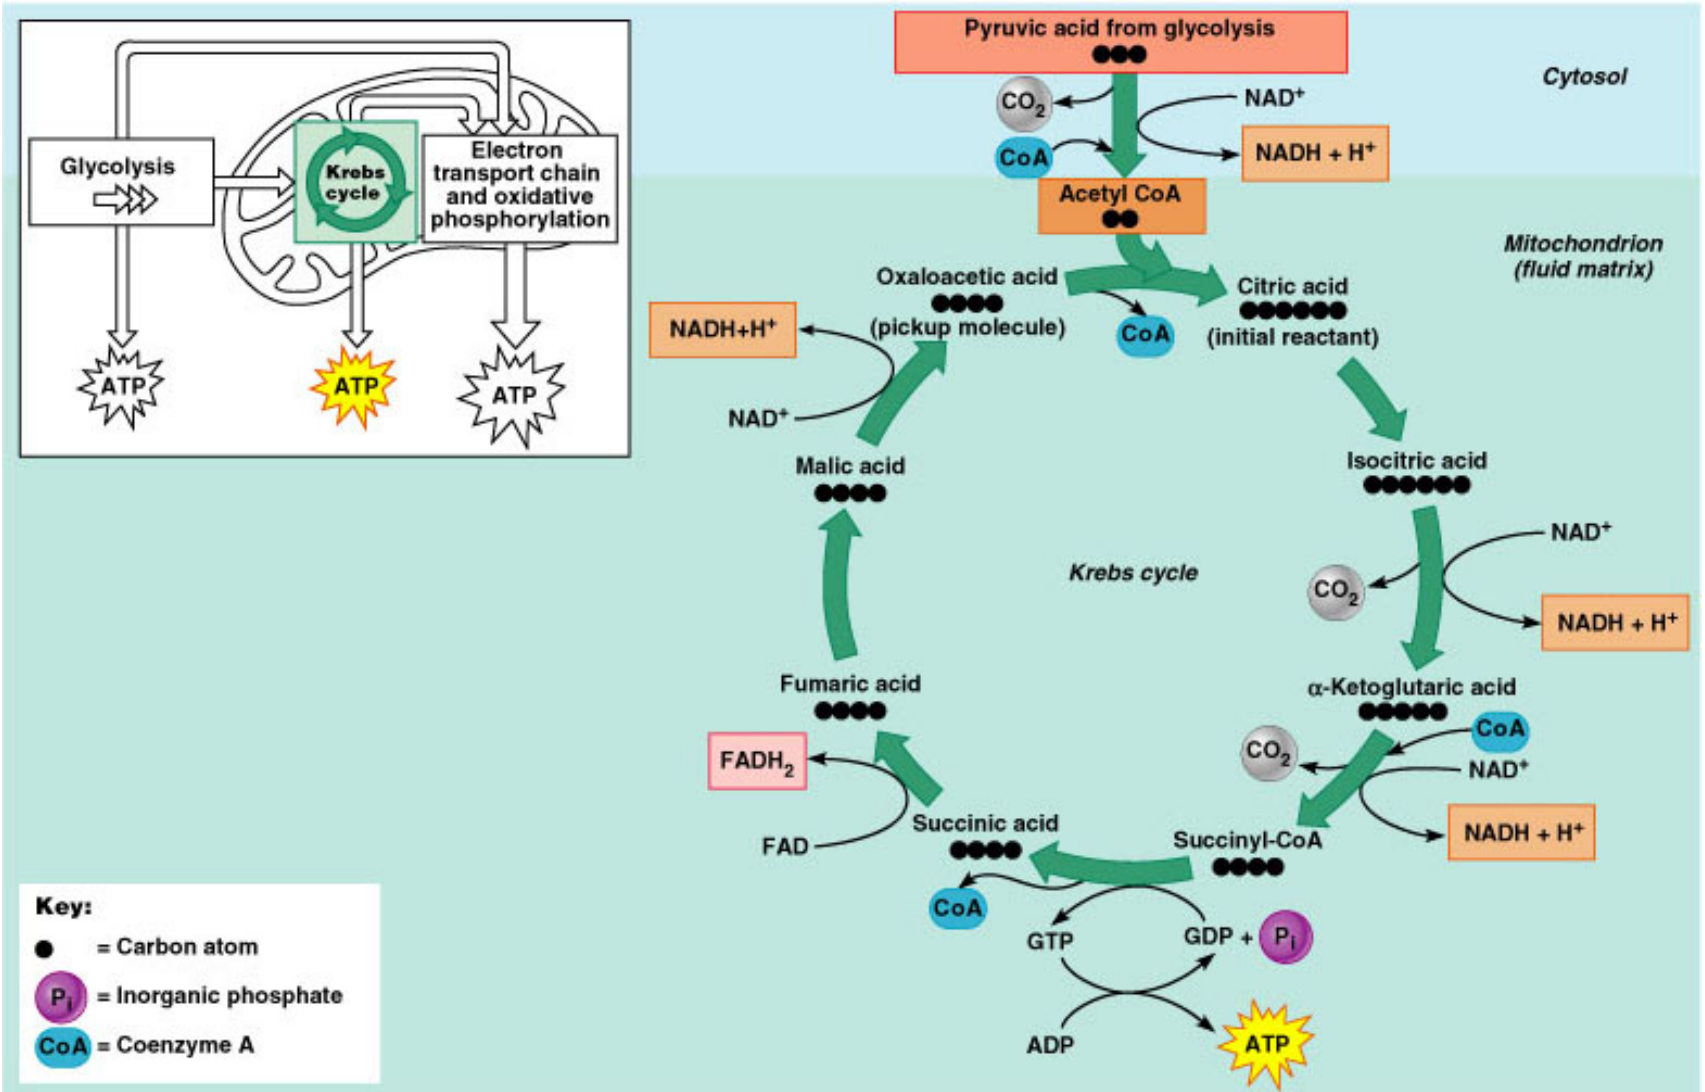 Glycolysis
Krebs
cycle
Electron
transport chain
and oxidative
phosphorylation
ATP
ATP
ATP
Pyruvic acid from glycolysis
Cytosol
CO2
NAD+
CoA
NADH + H+
Acetyl CoA
Mitochondrion
(fluid matrix)
Oxaloacetic acid
(pickup molecule)
CoA
Citric acid
(initial reactant)
NADH+H+
NAD+
Malic acid
Isocitric acid
NAD+
CO2
NADH + H+
Krebs cycle
Fumaric acid
α-Ketoglutaric acid
CoA
CO2
NAD+
NADH + H+
FADH2
FAD
Succinic acid
Succinyl-CoA
CoA
GTP
GDP + Pi
ADP
ATP
Key:
= Carbon atom
Pi = Inorganic phosphate
CoA = Coenzyme A